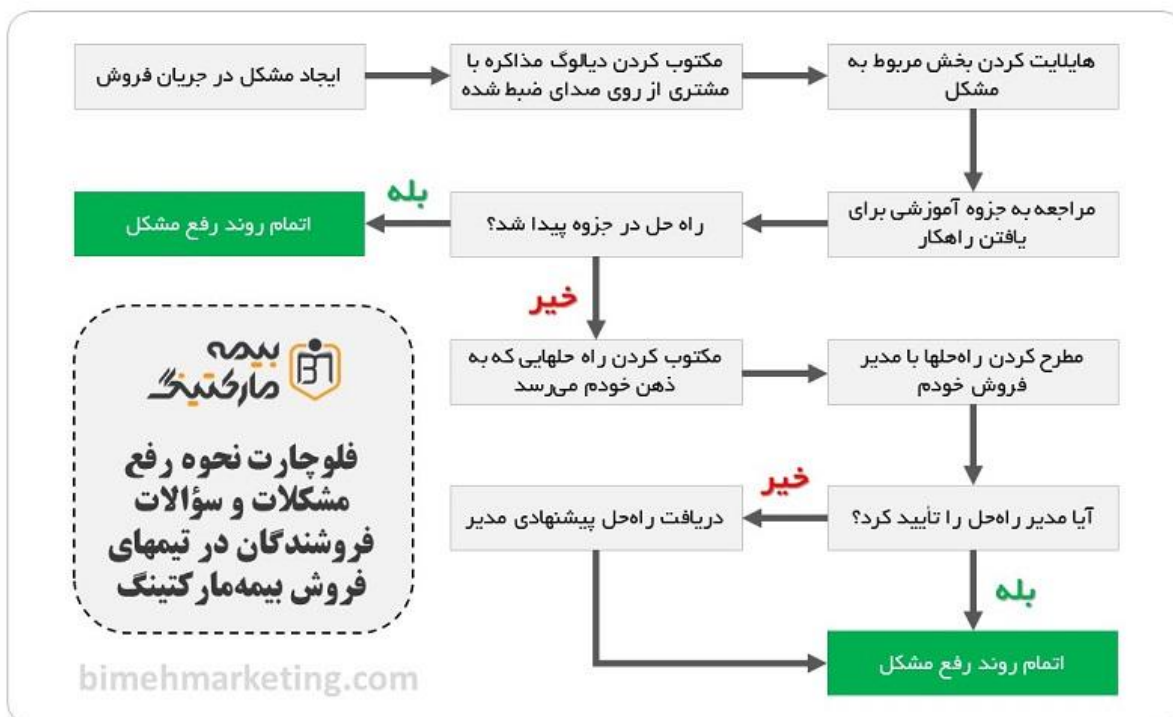 ایجاد مشکل در جریان فروش
مکتوب کردن دیالوگ مذاکره با
مشتری از روی صدای ضبط شده
هایلایت کردن بخش مربوط به
مشکل
مراجعه به جزوه آموزشی برای
یافتن راهکار
راه حل در جزوه پیدا شد؟
بله
اتمام روند رفع مشکل
خیر
مکتوب کردن راه حلهایی که به
ذهن خودم می‌رسد
مطرح کردن راه‌حلها با مدیر
فروش خودم
آیا مدیر راه‌حل را تأیید کرد؟
خیر
دریافت راه‌حل پیشنهادی مدیر
بله
اتمام روند رفع مشکل
بیمه
مارکتینگ
فلوچارت نحوه رفع
مشکلات و سؤالات
فروشندگان در تیمهای
فروش بیمه‌مارکتینگ
bimehmarketing.com